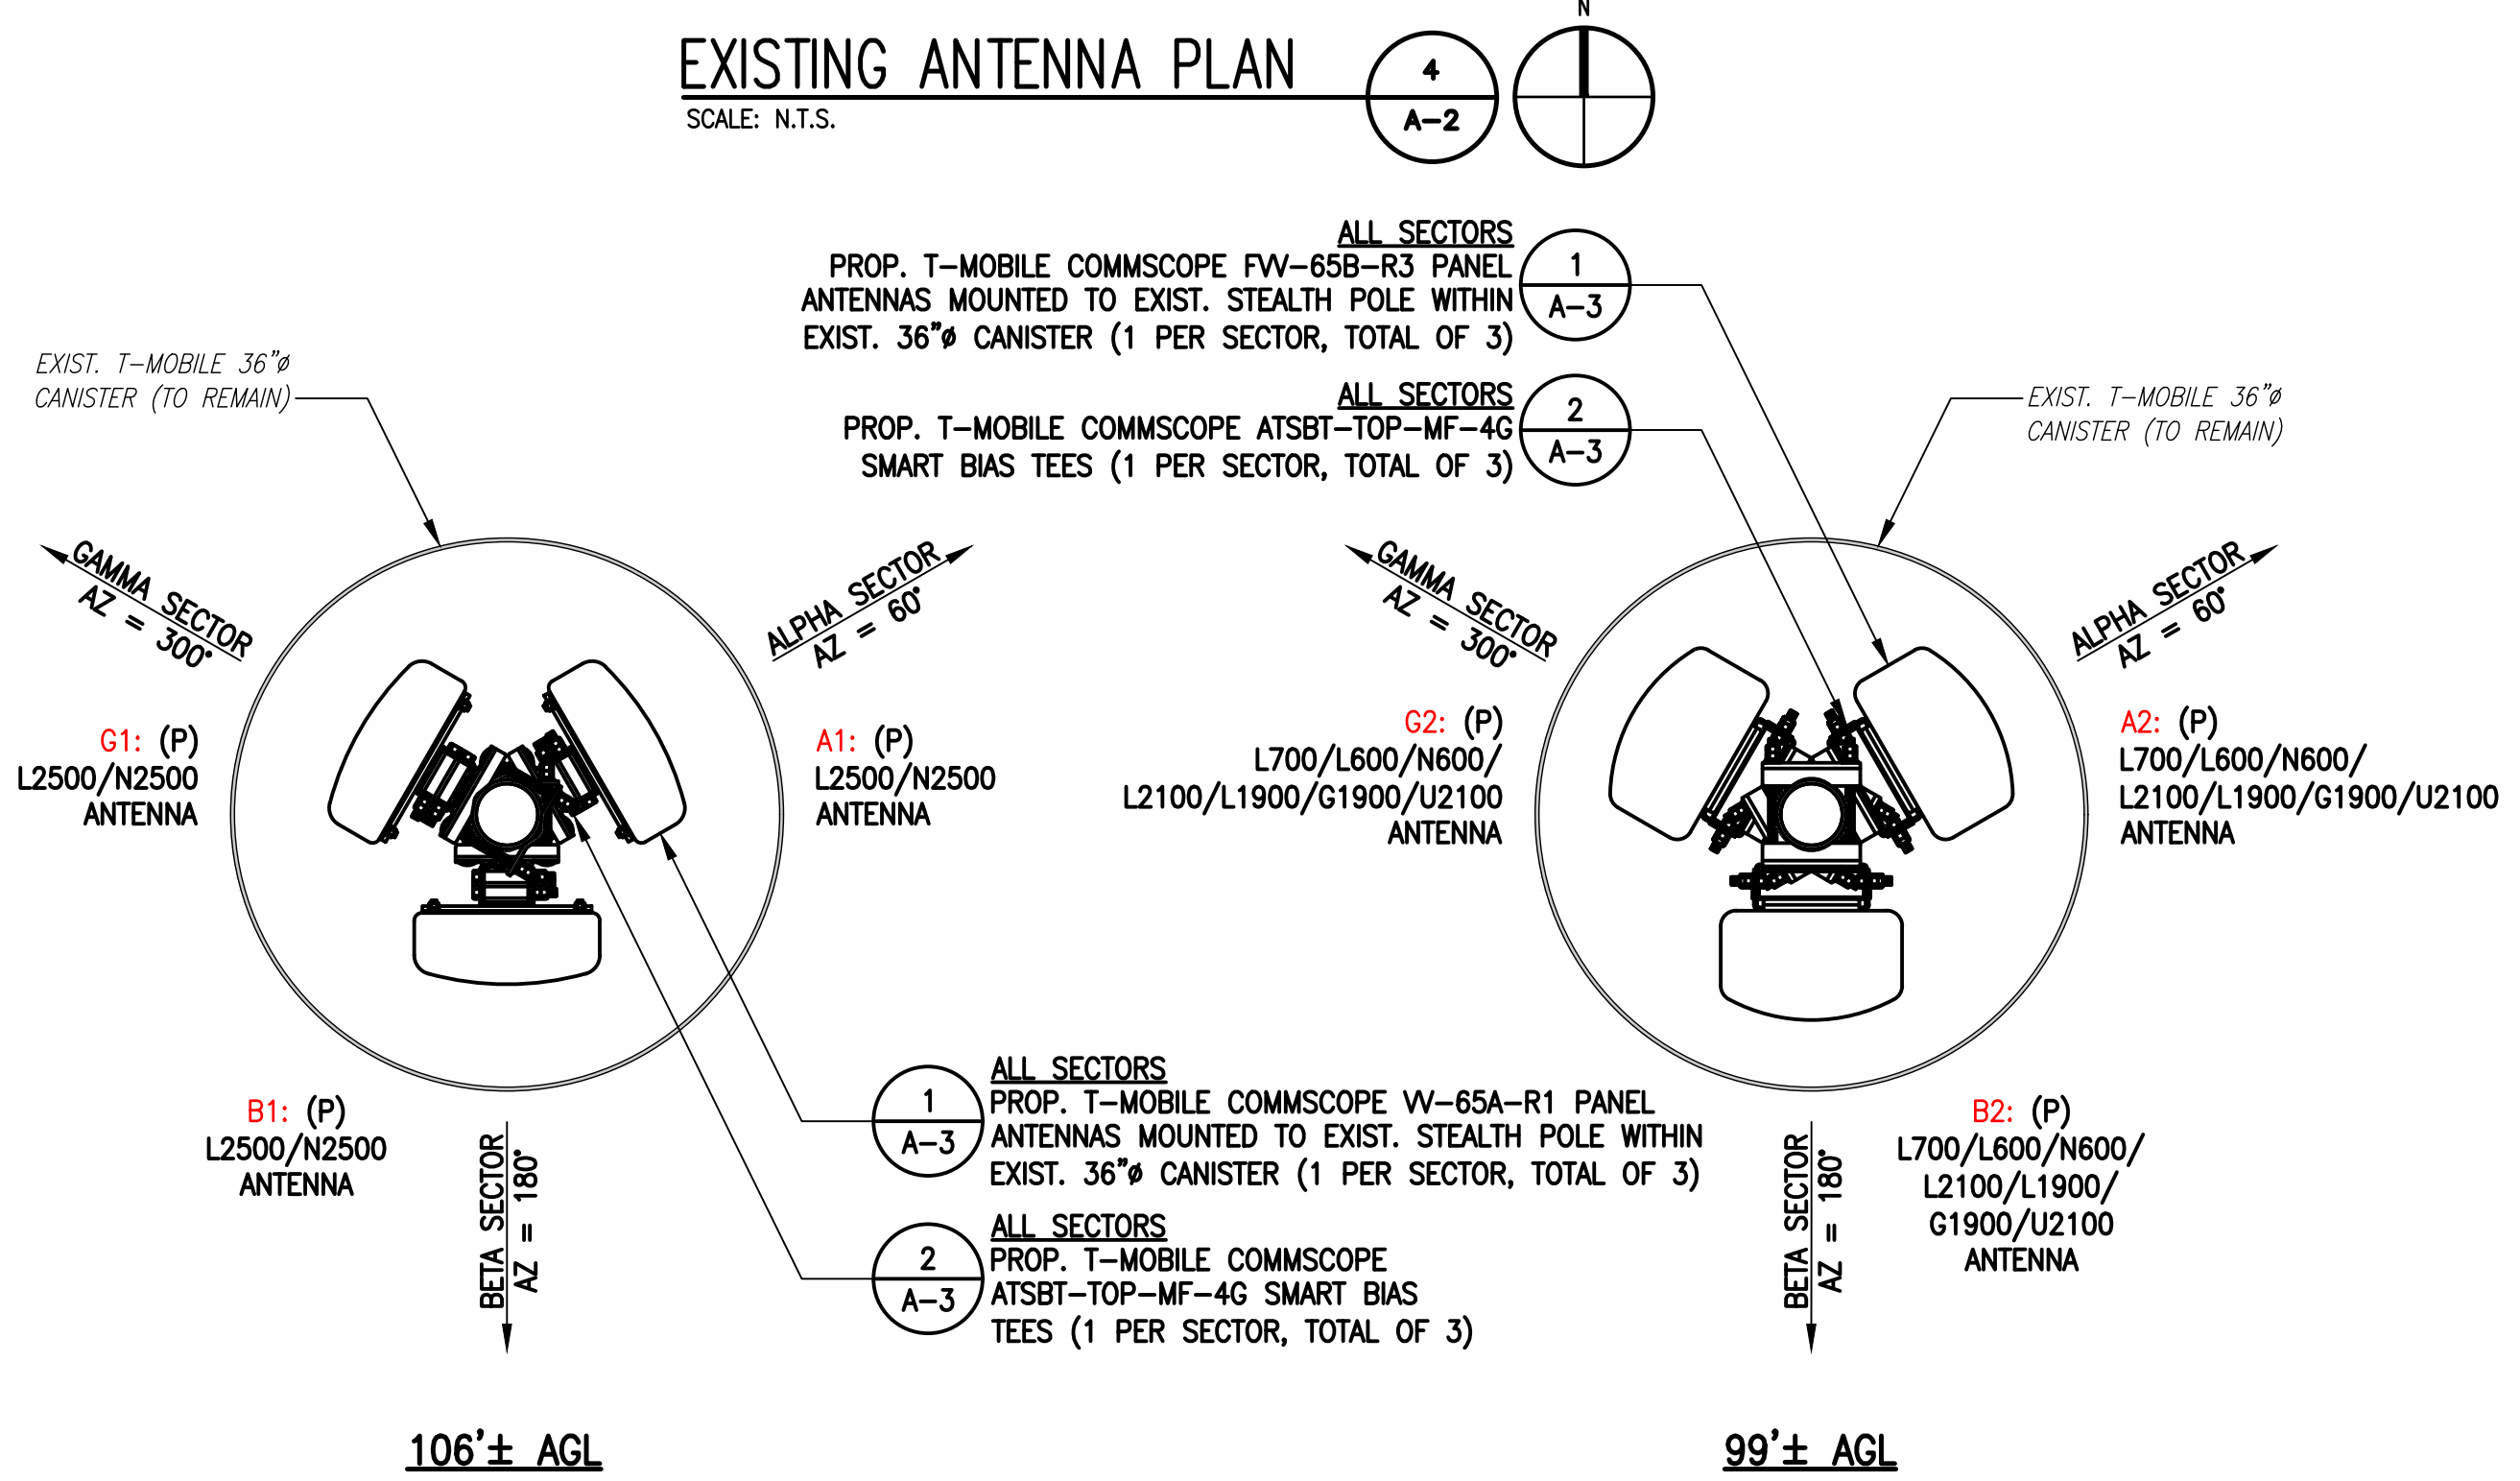 EXISTING ANTENNA PLAN
SCALE: N.T.S.
4
A-2
N
ALL SECTORS
PROP. T-MOBILE COMMSCOPE FVV-65B-R3 PANEL
ANTENNAS MOUNTED TO EXIST. STEALTH POLE WITHIN
EXIST. 36"ø CANISTER (1 PER SECTOR, TOTAL OF 3)
1
A-3
ALL SECTORS
PROP. T-MOBILE COMMSCOPE ATSBT-TOP-MF-4G
SMART BIAS TEES (1 PER SECTOR, TOTAL OF 3)
2
A-3
EXIST. T-MOBILE 36"ø
CANISTER (TO REMAIN)
EXIST. T-MOBILE 36"ø
CANISTER (TO REMAIN)
GAMMA SECTOR
AZ = 300°
ALPHA SECTOR
AZ = 60°
GAMMA SECTOR
AZ = 300°
ALPHA SECTOR
AZ = 60°
G1: (P)
L2500/N2500
ANTENNA
A1: (P)
L2500/N2500
ANTENNA
G2: (P)
L700/L600/N600/
L2100/L1900/G1900/U2100
ANTENNA
A2: (P)
L700/L600/N600/
L2100/L1900/G1900/U2100
ANTENNA
B1: (P)
L2500/N2500
ANTENNA
BETA SECTOR
AZ = 180°
1
A-3
ALL SECTORS
PROP. T-MOBILE COMMSCOPE VV-65A-R1 PANEL
ANTENNAS MOUNTED TO EXIST. STEALTH POLE WITHIN
EXIST. 36"ø CANISTER (1 PER SECTOR, TOTAL OF 3)
2
A-3
ALL SECTORS
PROP. T-MOBILE COMMSCOPE
ATSBT-TOP-MF-4G SMART BIAS
TEES (1 PER SECTOR, TOTAL OF 3)
BETA SECTOR
AZ = 180°
B2: (P)
L700/L600/N600/
L2100/L1900/
G1900/U2100
ANTENNA
106'± AGL
99'± AGL